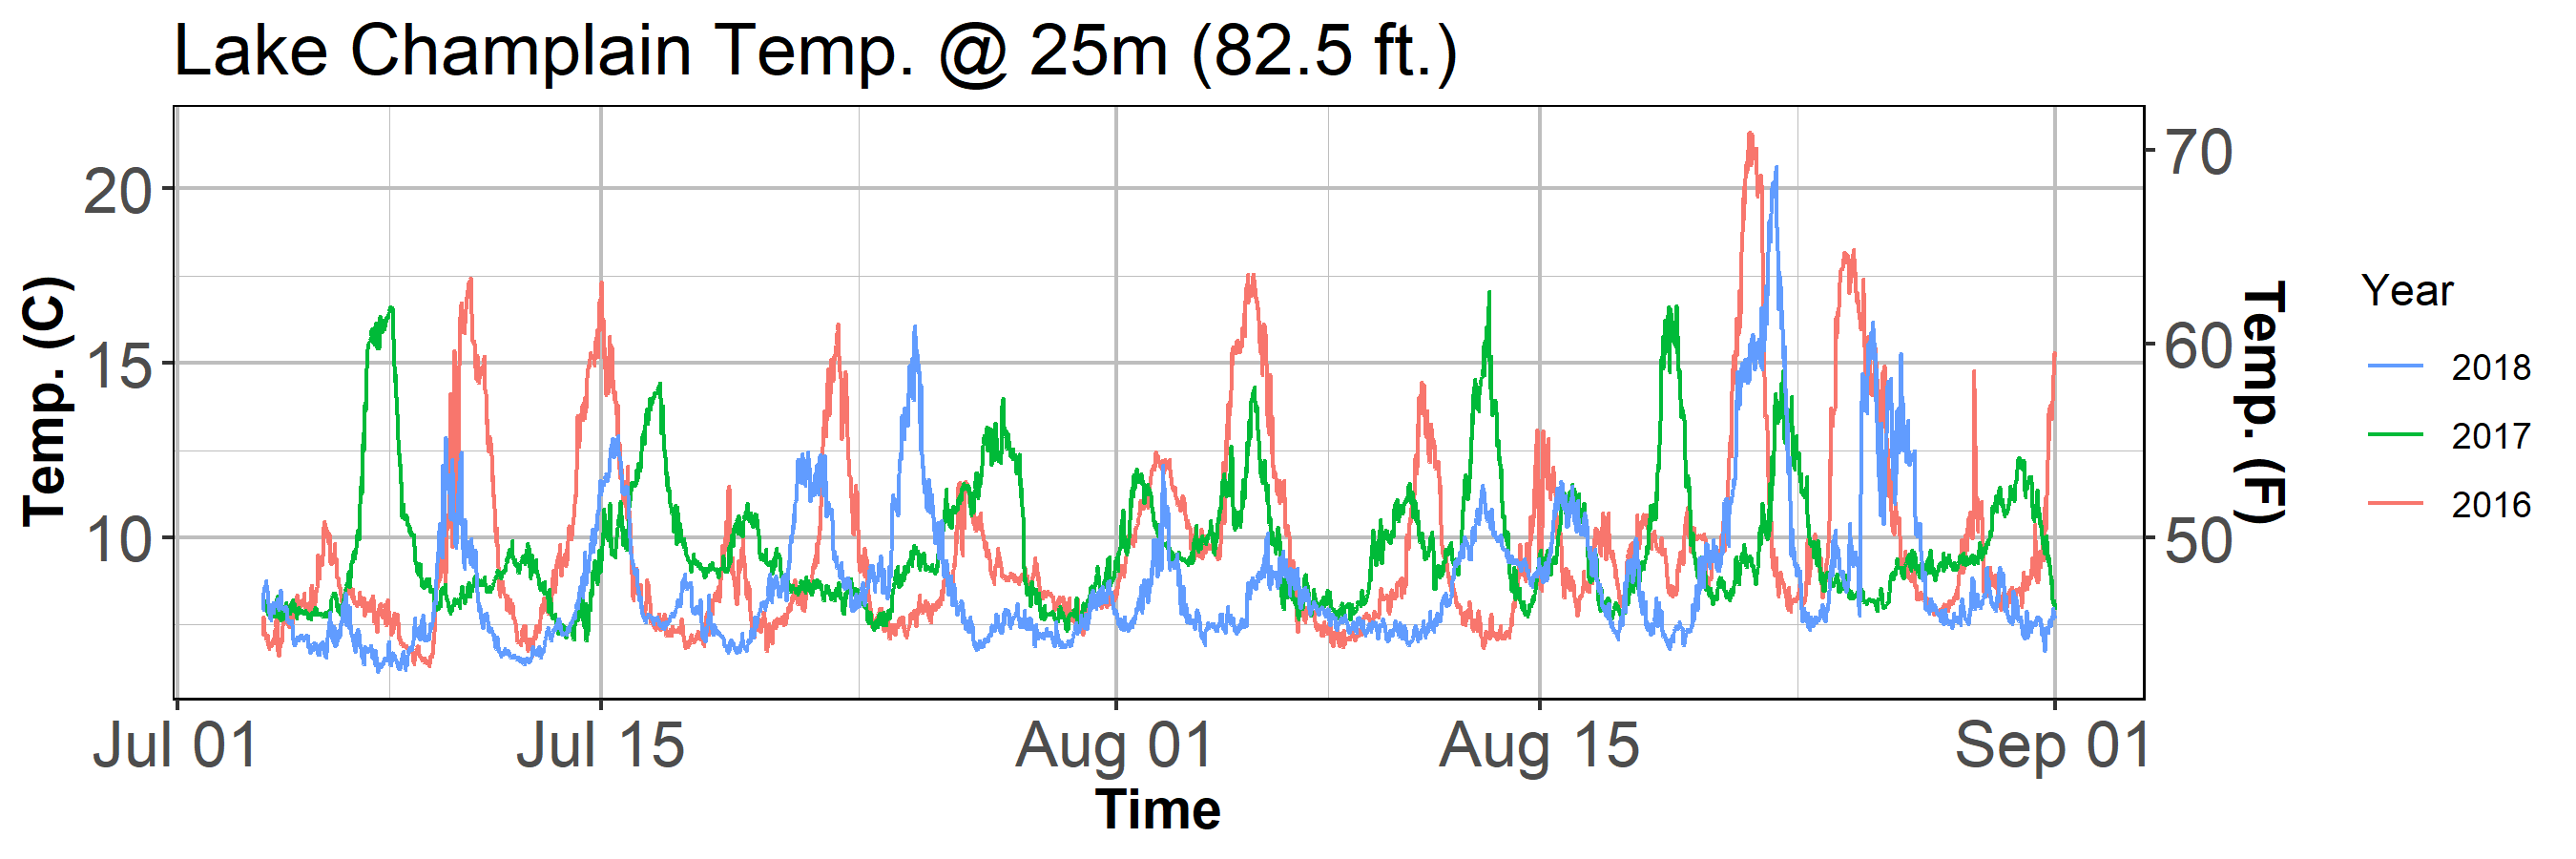 Lake Champlain Temp. @ 25m (82.5 ft.)
Temp. (C)
20
15
10
70
60
50
Temp. (F)
Year
2018
2017
2016
Jul 01
Jul 15
Aug 01
Aug 15
Sep 01
Time